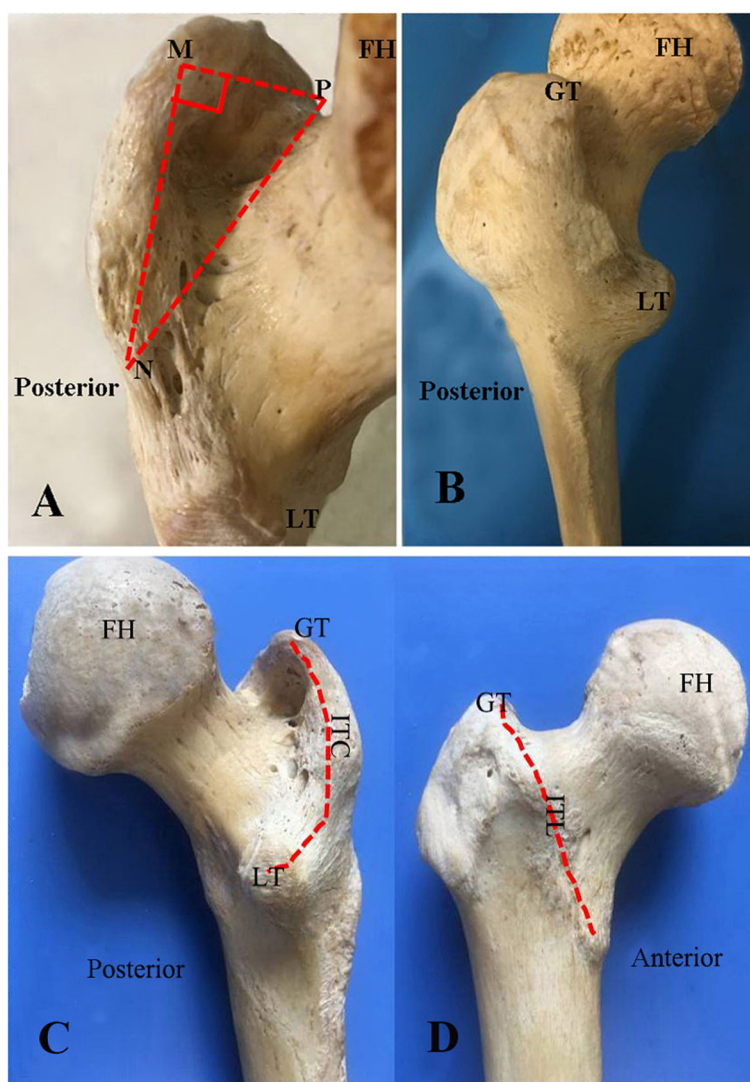 M
P
FH
N
Posterior
A
LT
FH
GT
LT
Posterior
B
FH
GT
ITC
LT
Posterior
C
GT
FH
ITL
Anterior
D